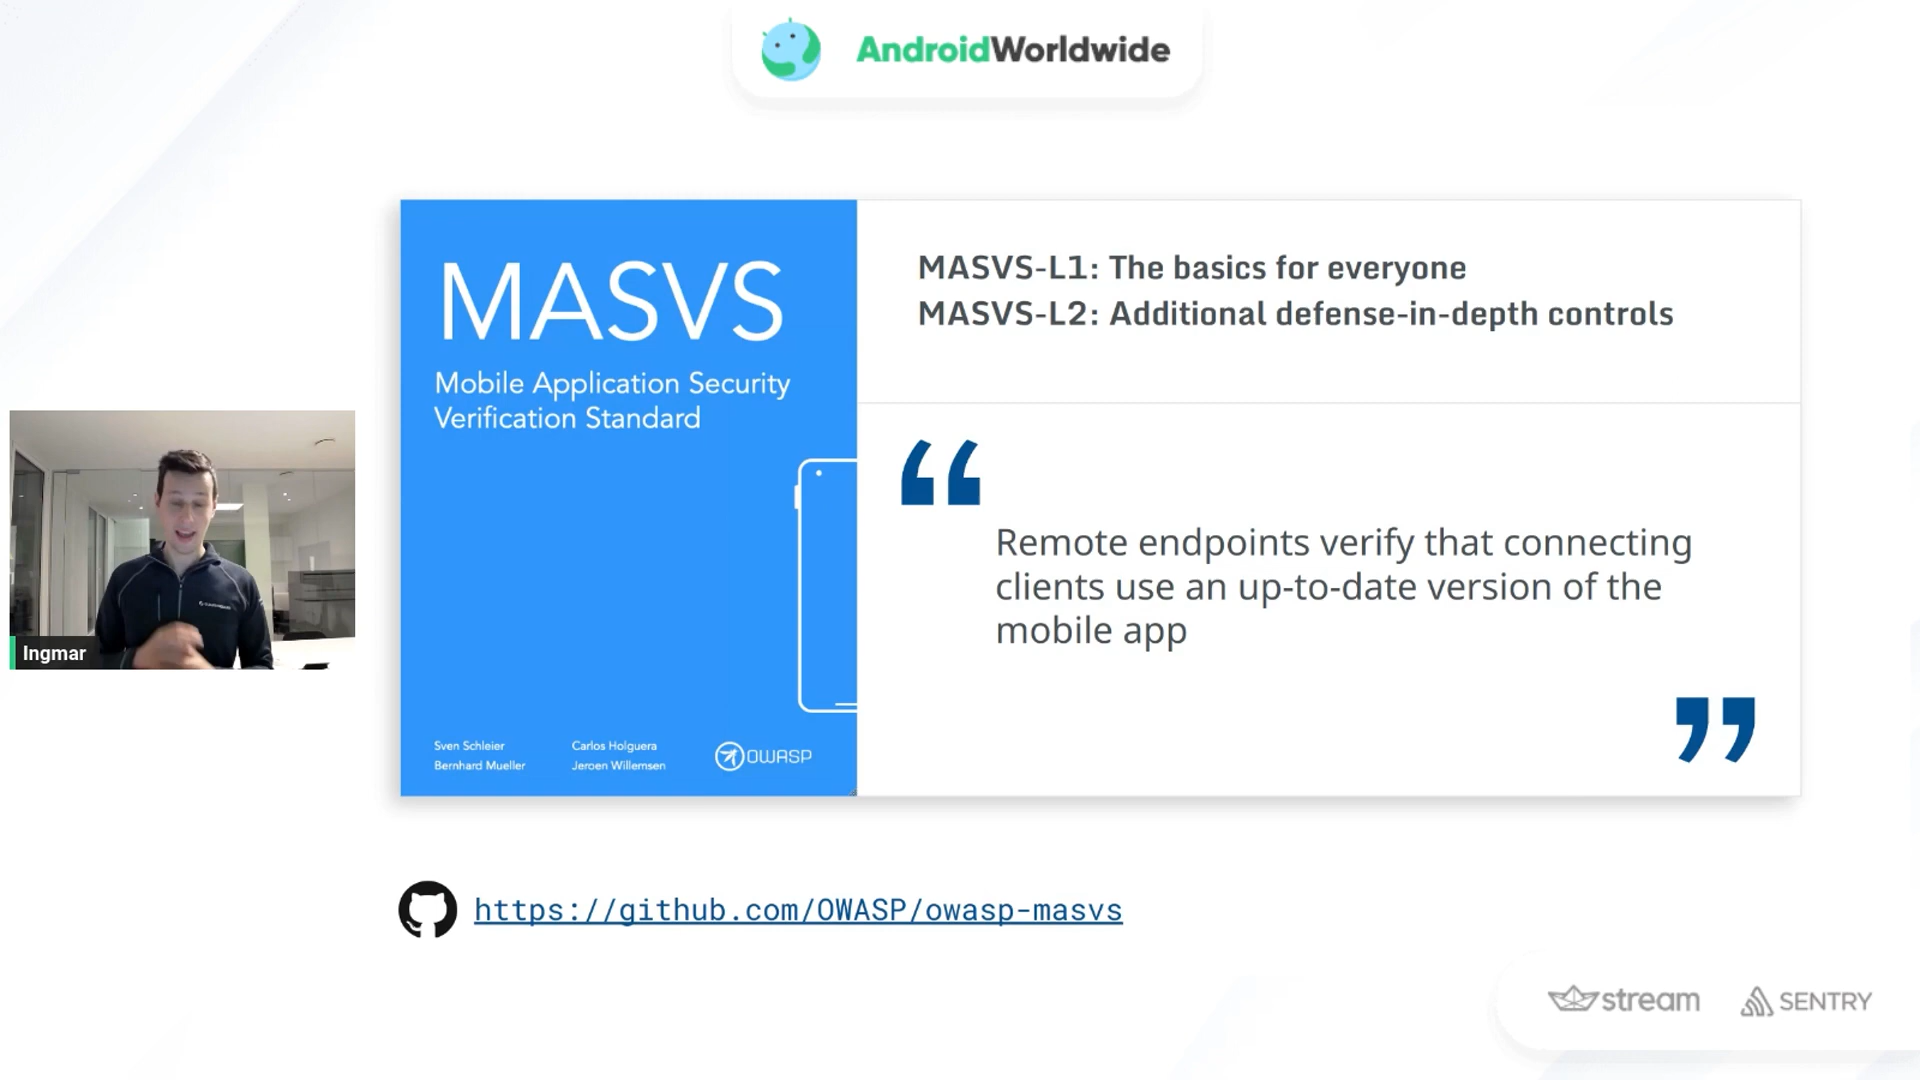 AndroidWorldwide
MASVS
Mobile Application Security
Verification Standard
Sven Schleier
Bernhard Mueller
Carlos Holguera
Jeroen Willemsen
OWASP
MASVS-L1: The basics for everyone
MASVS-L2: Additional defense-in-depth controls
“
Remote endpoints verify that connecting
clients use an up-to-date version of the
mobile app
”
Ingmar
https://github.com/OWASP/owasp-masvs
stream
SENTRY